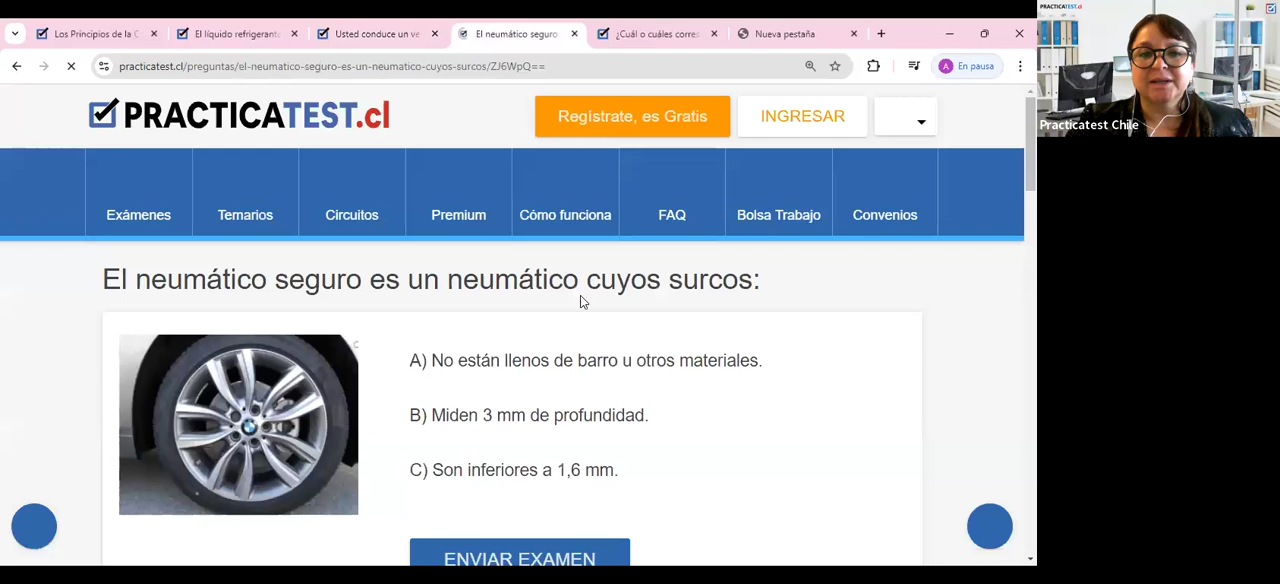 Los Principios de la C
El líquido refrigerante
Usted conduce un ve
El neumático seguro
¿Cuál o cuáles corres
Nueva pestaña
practicatest.cl/preguntas/el-neumatico-seguro-es-un-neumatico-cuyos-surcos/ZJ6WpQ==
A
En pausa
PRACTICATEST.cl
Regístrate, es Gratis
INGRESAR
Exámenes
Temarios
Circuitos
Premium
Cómo funciona
FAQ
Bolsa Trabajo
Convenios
El neumático seguro es un neumático cuyos surcos:
A) No están llenos de barro u otros materiales.
B) Miden 3 mm de profundidad.
C) Son inferiores a 1,6 mm.
ENVIAR EXAMEN
PRACTICATEST.cl
Practicatest Chile